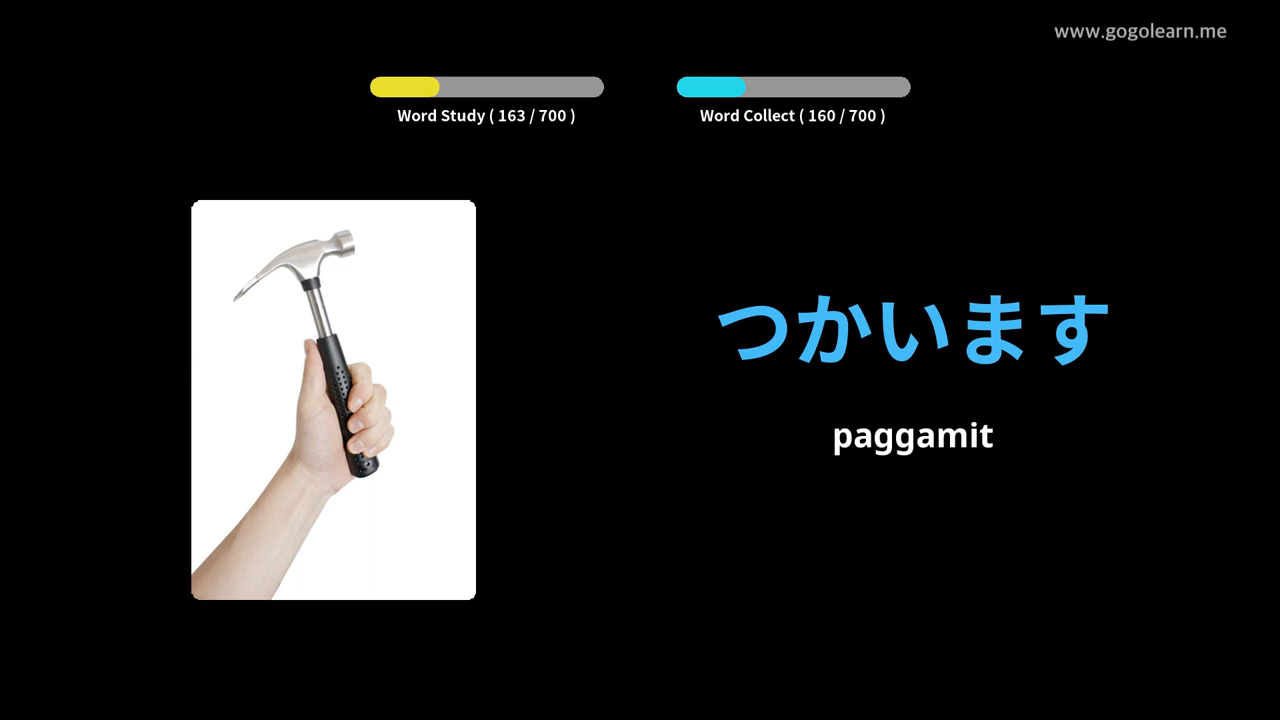 www.gogolearn.me
Word Study ( 163 / 700 )
Word Collect ( 160 / 700 )
つかいます
paggamit